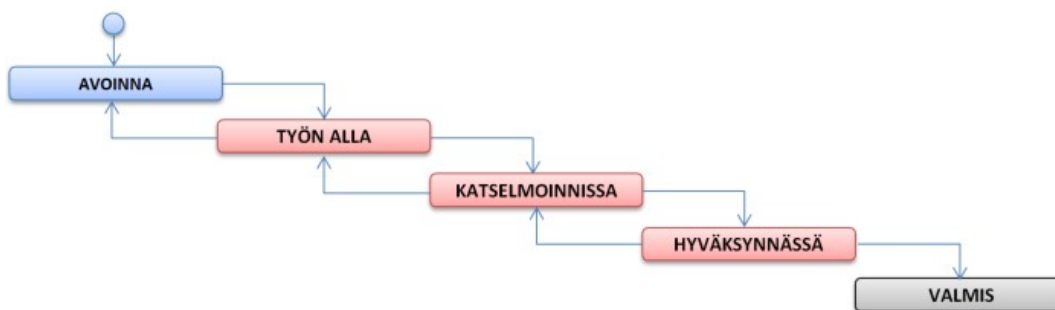 AVOINNA
TYÖN ALLA
KATSELMOINNISSA
HYVÄKSYNNÄSSÄ
VALMIS